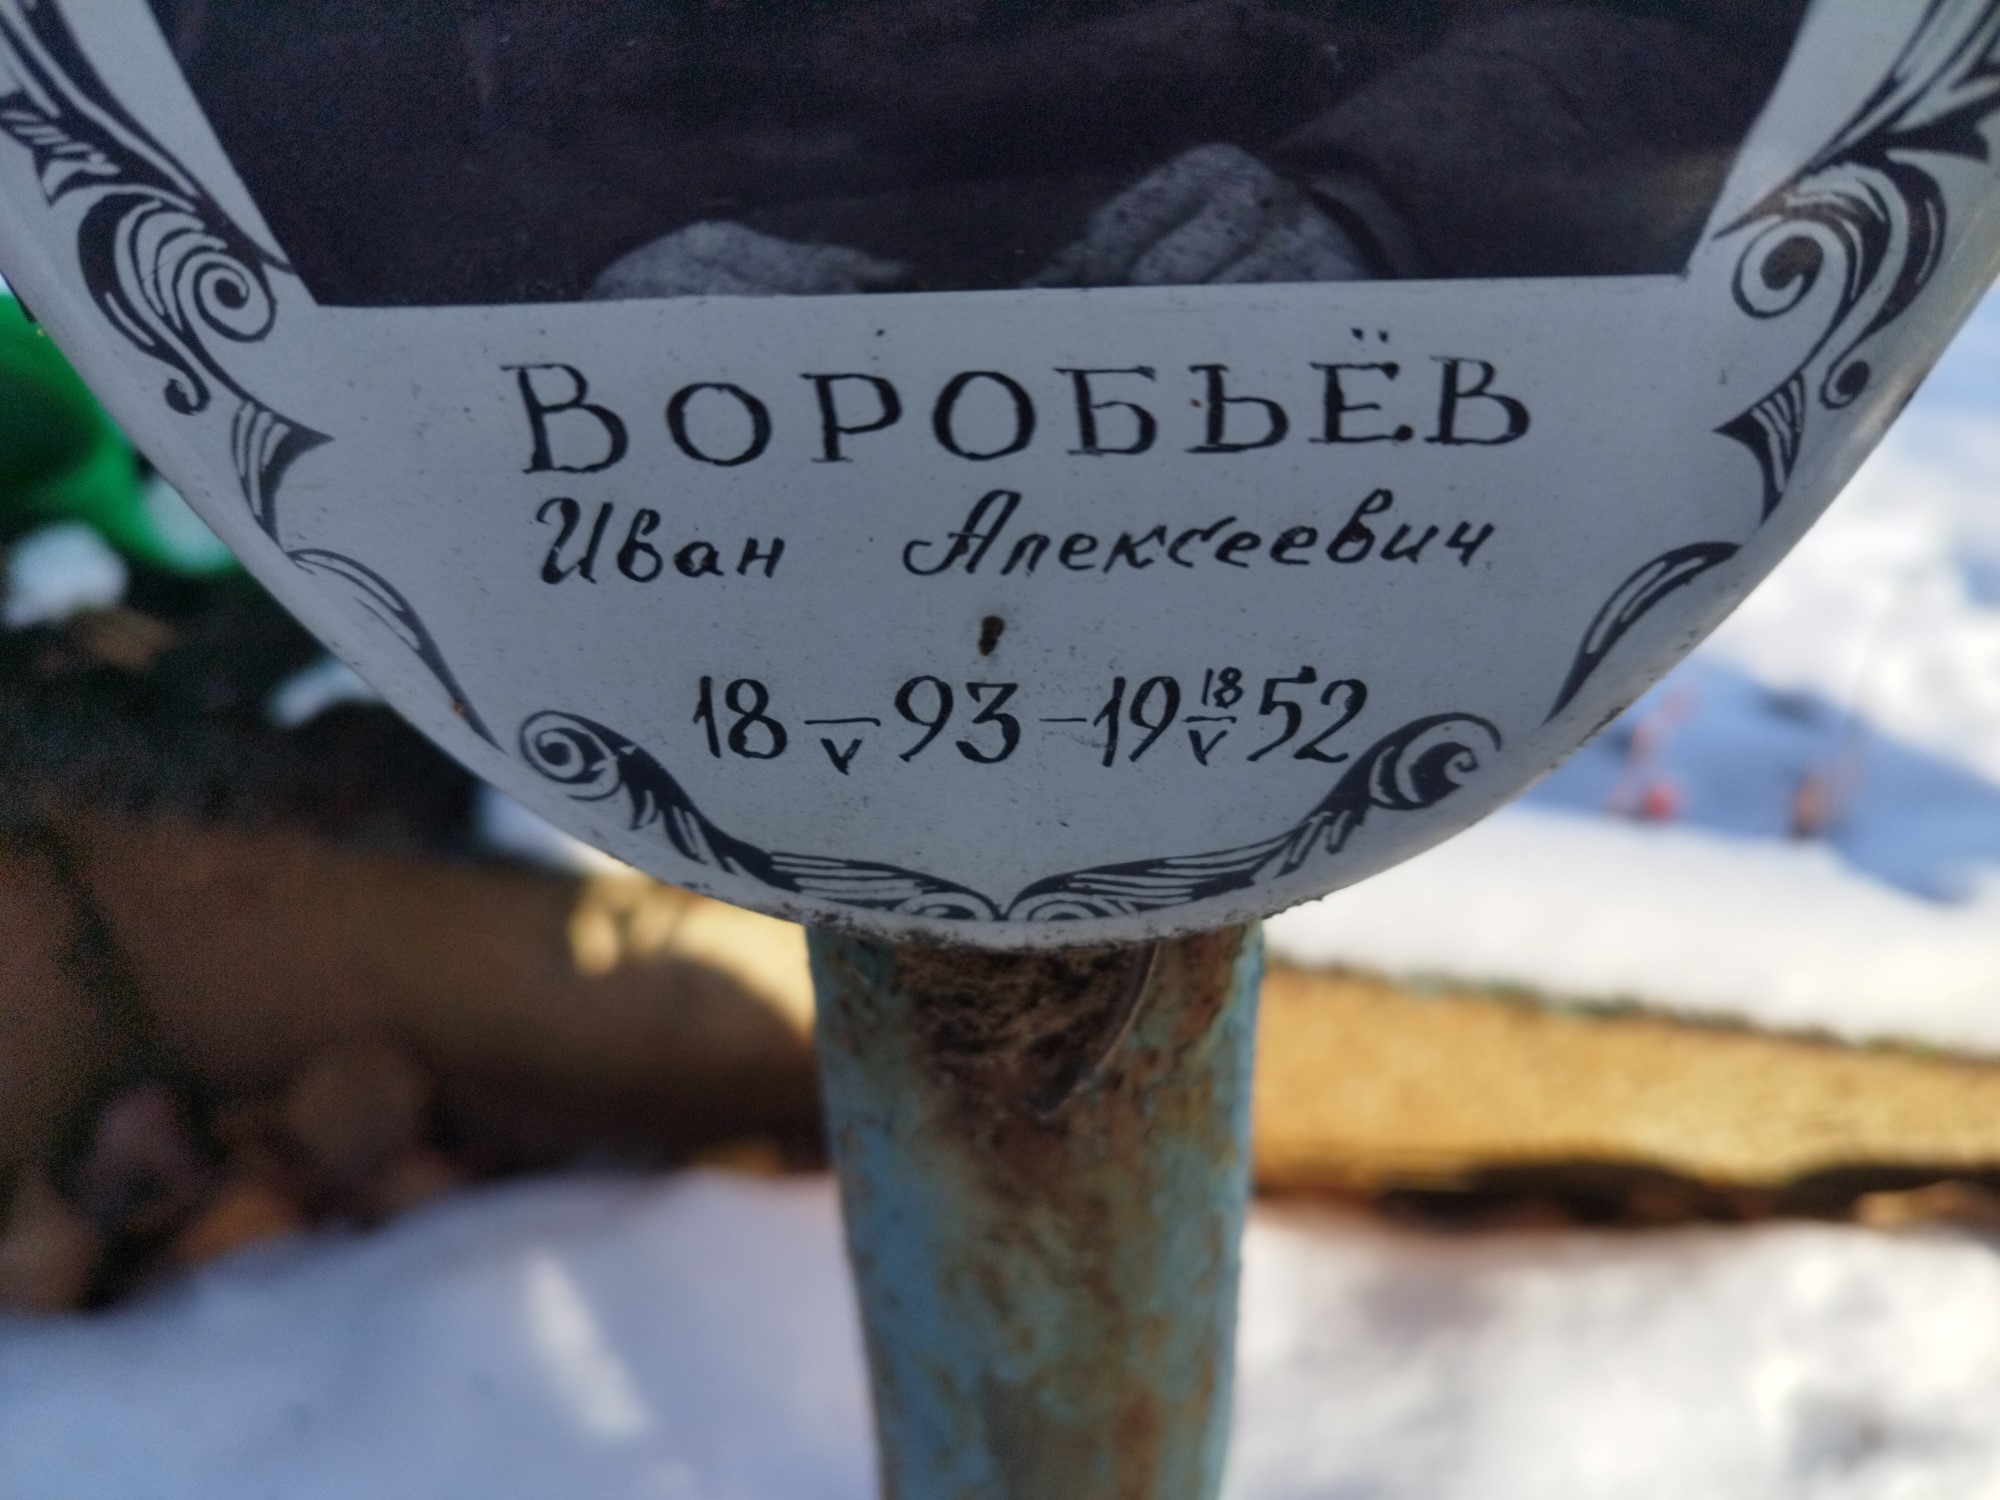 ВОРОБЬЁВ
Иван Алексеевич
18 — V 93 — 19 18/V 52